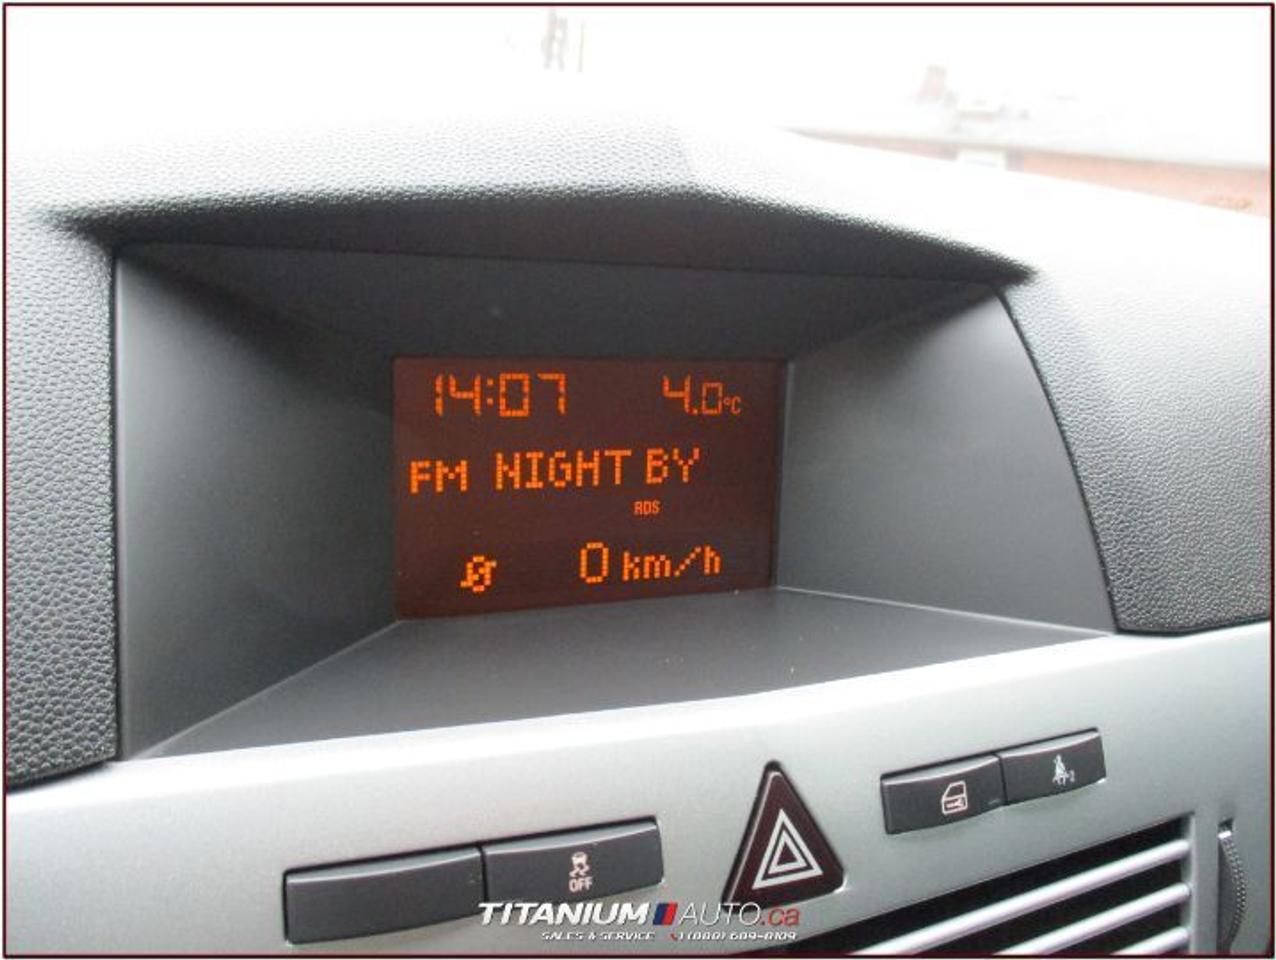 14:07 4.0°C
FM NIGHT BY
RDS
0 km/h
OFF
TITANIUM AUTO.ca
SALES & SERVICE